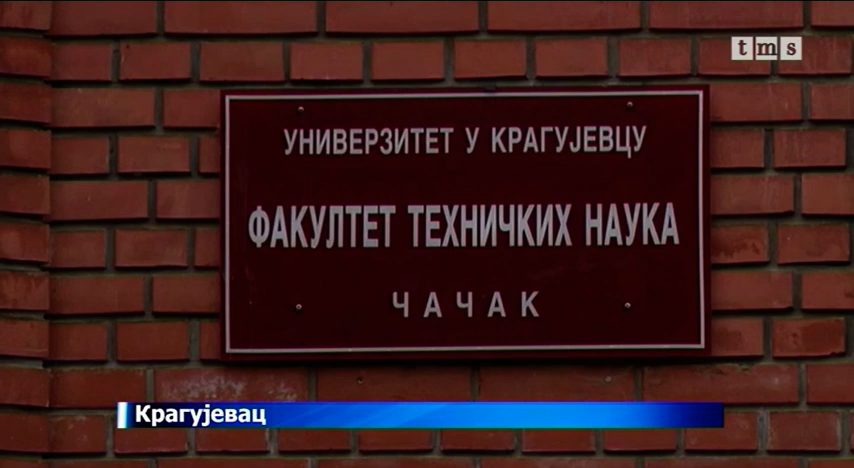 tms
УНИВЕРЗИТЕТ У КРАГУЈЕВЦУ
ФАКУЛТЕТ ТЕХНИЧКИХ НАУКА
ЧАЧАК
Крагујевац